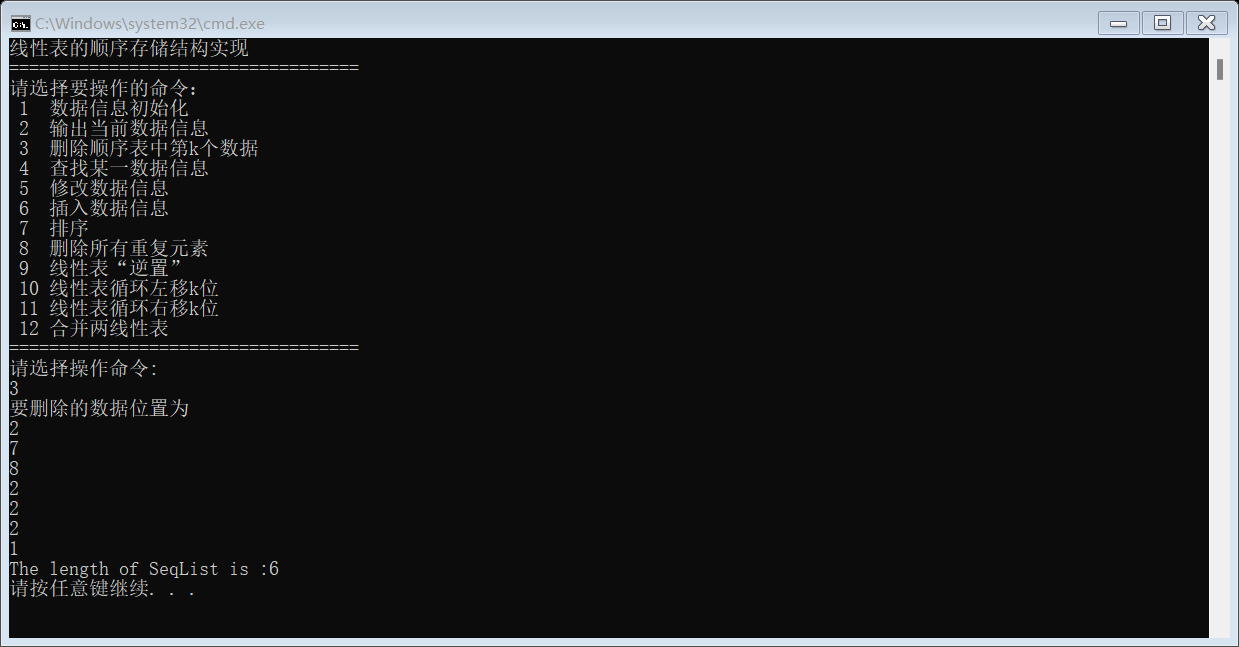 C:\Windows\system32\cmd.exe
线性表的顺序存储结构实现
===================================
请选择要操作的命令:
1  数据信息初始化
2  输出当前数据信息
3  删除顺序表中第k个数据
4  查找某一数据信息
5  修改数据信息
6  插入数据信息
7  排序
8  删除所有重复元素
9  线性表“逆置”
10 线性表循环左移k位
11 线性表循环右移k位
12 合并两线性表
===================================
请选择操作命令:
3
要删除的数据位置为
2
7
8
2
2
2
1
The length of SeqList is :6
请按任意键继续. . .